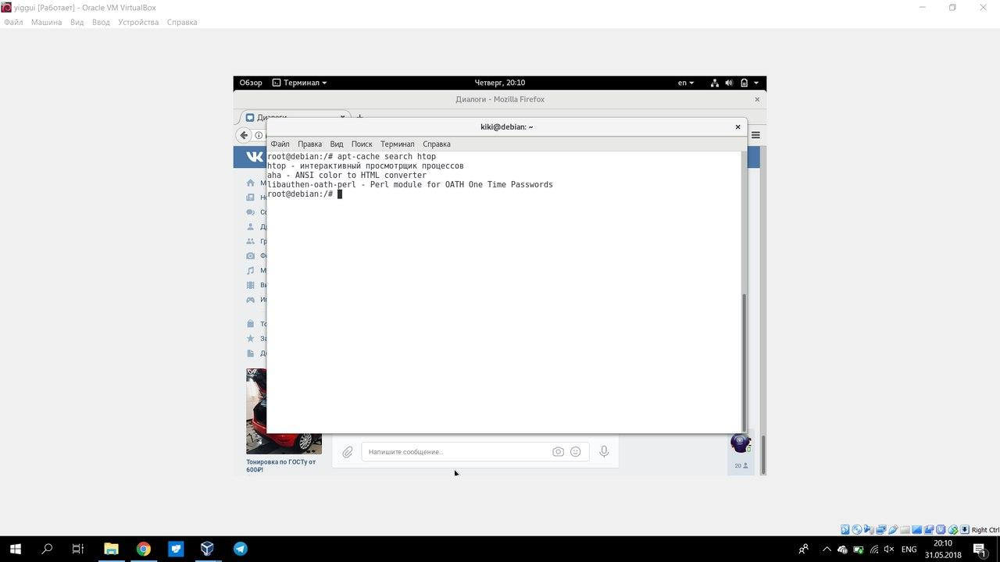 yiggui [Работает] - Oracle VM VirtualBox
Файл Машина Вид Ввод Устройства Справка
Обзор Терминал Четверг, 20:10 en
Диалоги - Mozilla Firefox
kiki@debian: ~
Файл Правка Вид Поиск Терминал Справка
root@debian:/# apt-cache search htop
htop - интерактивный просмотрщик процессов
aha - ANSI color to HTML converter
libauthen-oath-perl - Perl module for OATH One Time Passwords
root@debian:/#
Напишите сообщение...
Тонировка по ГОСТу от
600₽!
20
Right Ctrl
ENG
20:10
31.05.2018
1